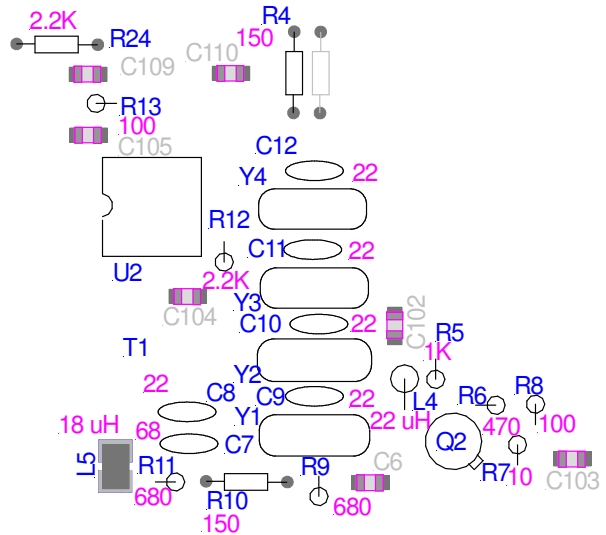 2.2K
R4
R24
150
C110
C109
R13
100
C105
C12
Y4
22
R12
C11
22
U2
2.2K
Y3
C104
C10
22
C102
R5
T1
1K
Y2
22
C8
C9
22
L4
R6
R8
18 uH
68
Y1
22 uH
470
100
C7
Q2
L5
R11
R9
C6
R7
C103
680
R10
680
10
150